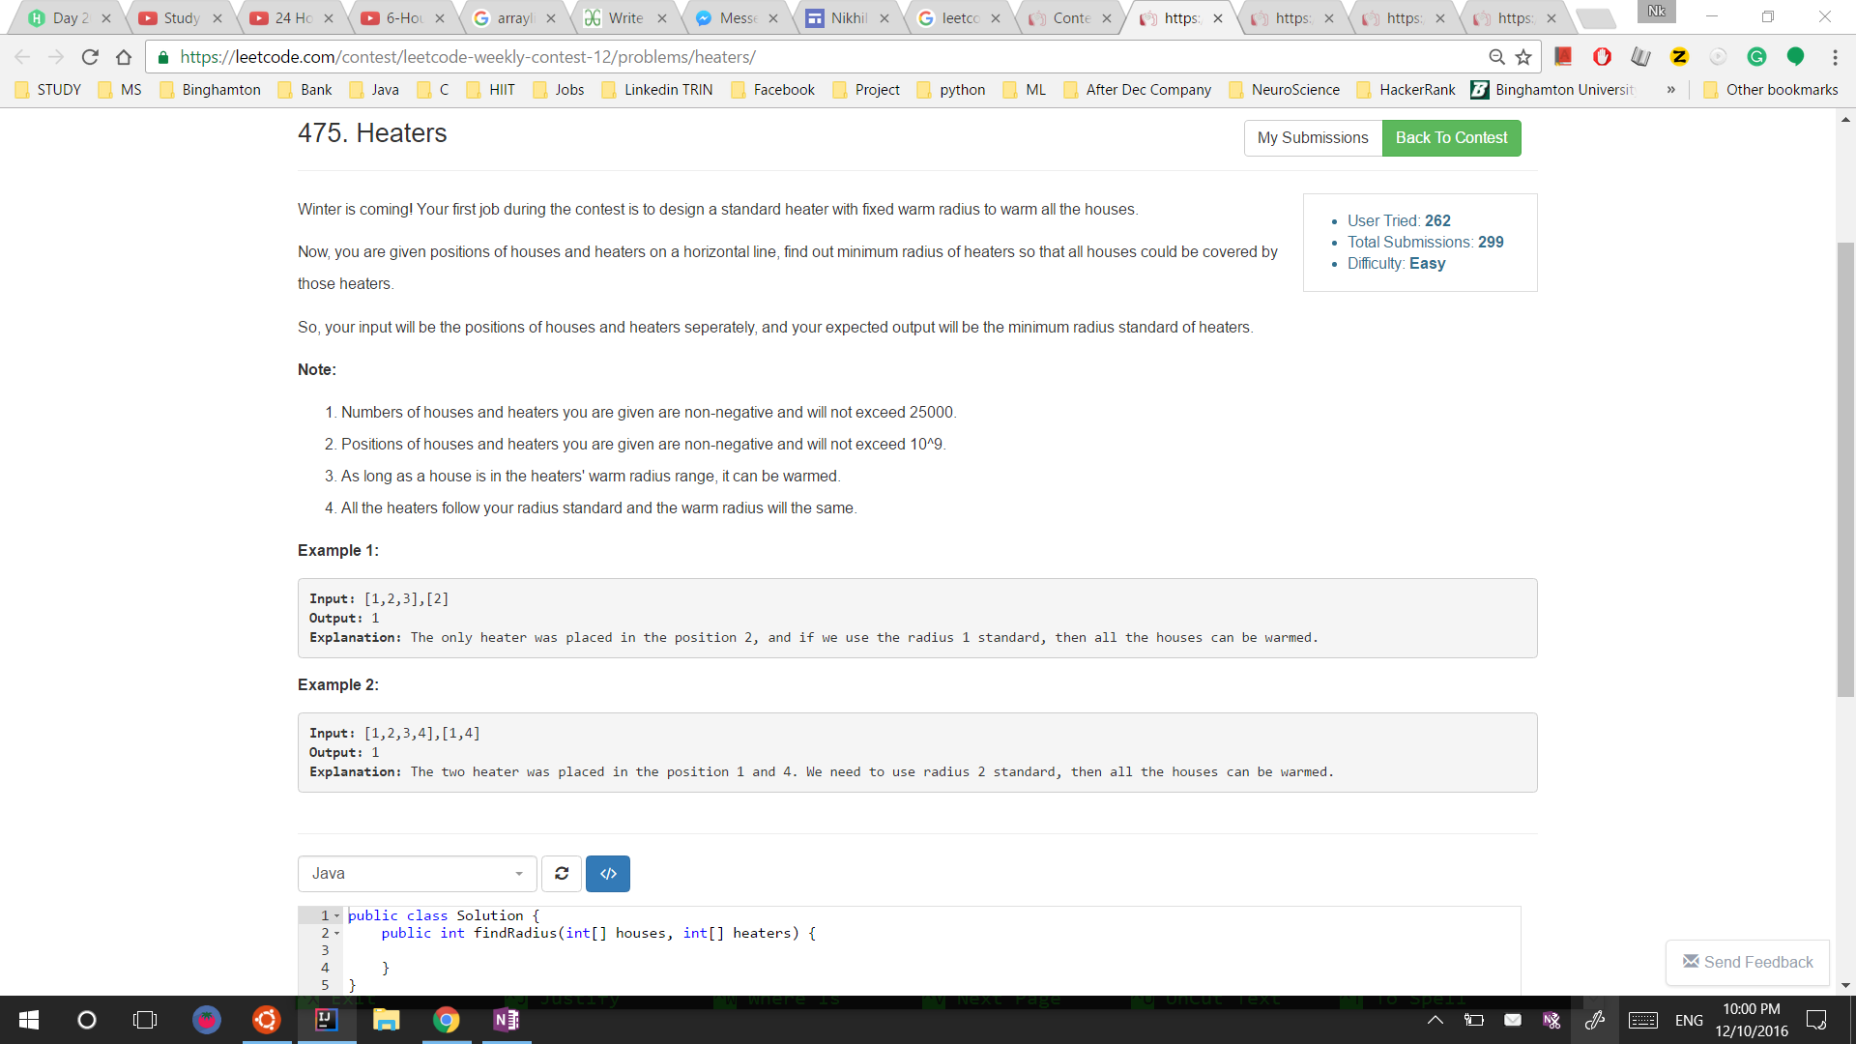 Day 2
Study
24 Ho
6-Hou
arrayli
Write
Messe
Nikhil
leetco
Conte
https:
https:
https:
https:
Nk
https://leetcode.com/contest/leetcode-weekly-contest-12/problems/heaters/
STUDY MS Binghamton Bank Java C HIIT Jobs Linkedin TRIN Facebook Project python ML After Dec Company NeuroScience HackerRank Binghamton Universit » Other bookmarks
475. Heaters
My Submissions Back To Contest
Winter is coming! Your first job during the contest is to design a standard heater with fixed warm radius to warm all the houses.
Now, you are given positions of houses and heaters on a horizontal line, find out minimum radius of heaters so that all houses could be covered by
those heaters.
So, your input will be the positions of houses and heaters seperately, and your expected output will be the minimum radius standard of heaters.
• User Tried: 262
• Total Submissions: 299
• Difficulty: Easy
Note:
1. Numbers of houses and heaters you are given are non-negative and will not exceed 25000.
2. Positions of houses and heaters you are given are non-negative and will not exceed 10^9.
3. As long as a house is in the heaters' warm radius range, it can be warmed.
4. All the heaters follow your radius standard and the warm radius will the same.
Example 1:
Input: [1,2,3],[2]
Output: 1
Explanation: The only heater was placed in the position 2, and if we use the radius 1 standard, then all the houses can be warmed.
Example 2:
Input: [1,2,3,4],[1,4]
Output: 1
Explanation: The two heater was placed in the position 1 and 4. We need to use radius 2 standard, then all the houses can be warmed.
Java
</>
1 public class Solution {
2 public int findRadius(int[] houses, int[] heaters) {
3
4 }
5 }
Send Feedback
Exit Justify Where Is Next Page UnCut Text To Spell
ENG
10:00 PM
12/10/2016